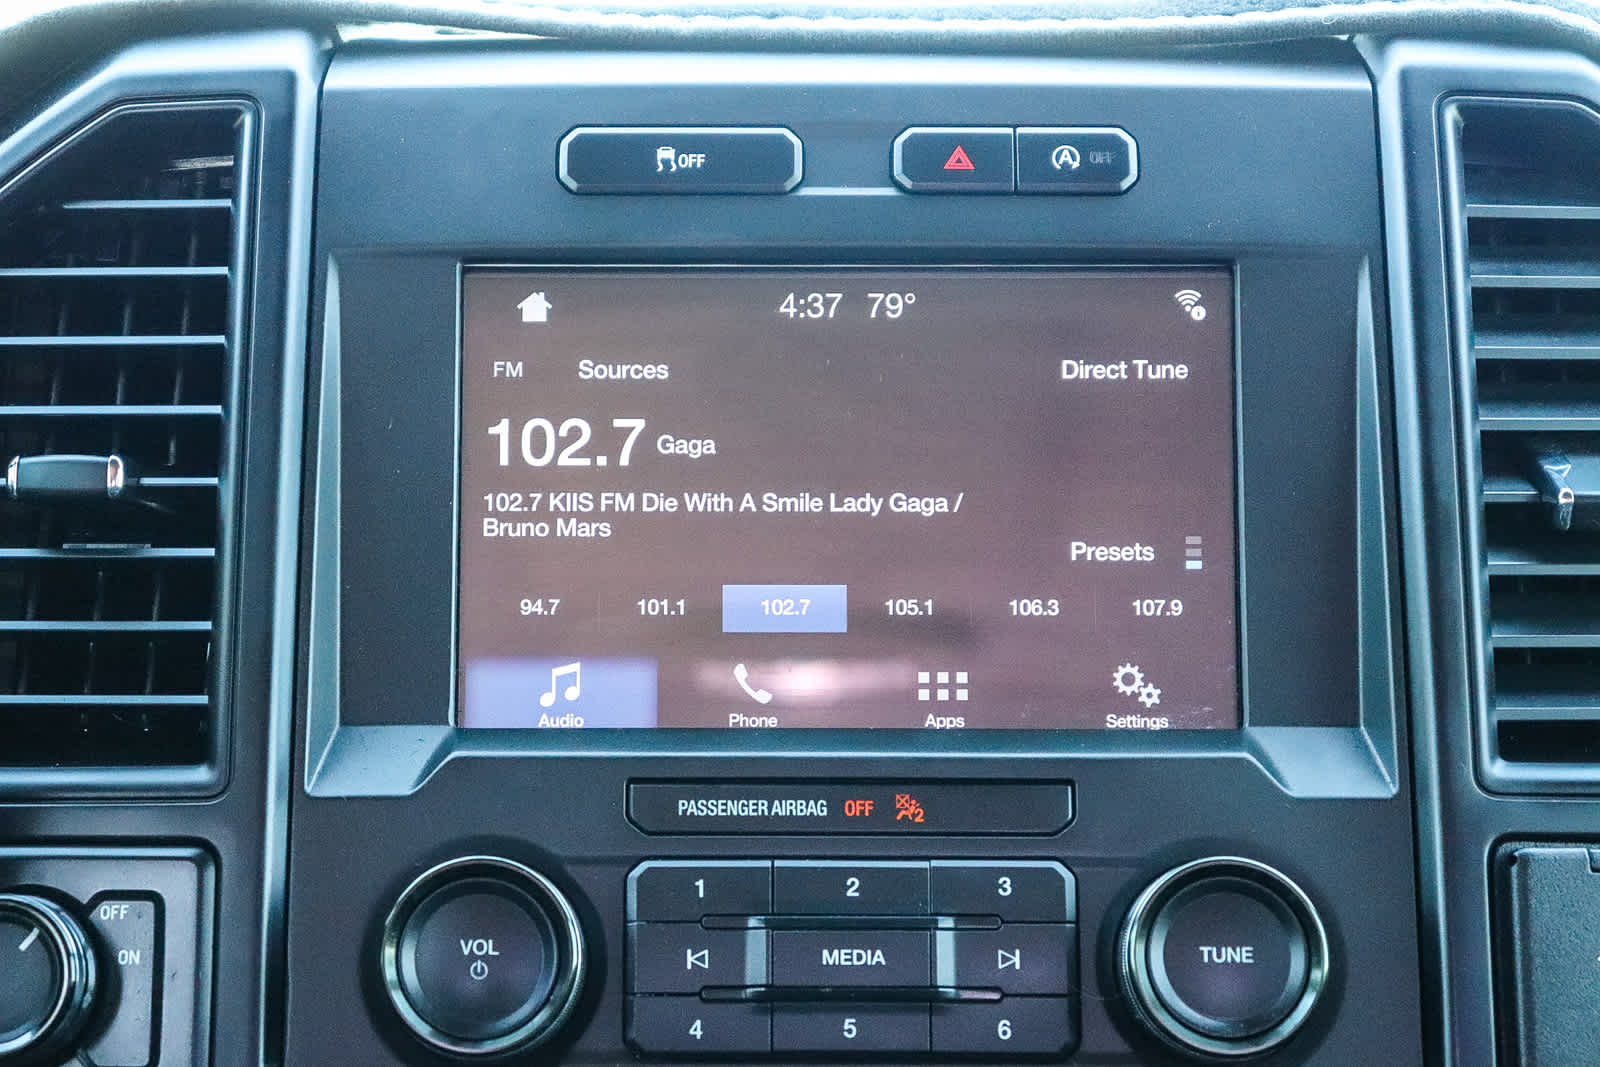 OFF
A OFF
4:37 79°
FM Sources Direct Tune
102.7 Gaga
102.7 KIIS FM Die With A Smile Lady Gaga /
Bruno Mars
Presets
94.7 101.1 102.7 105.1 106.3 107.9
Audio Phone Apps Settings
PASSENGER AIRBAG OFF 2
1 2 3
OFF
ON
VOL
MEDIA
TUNE
4 5 6